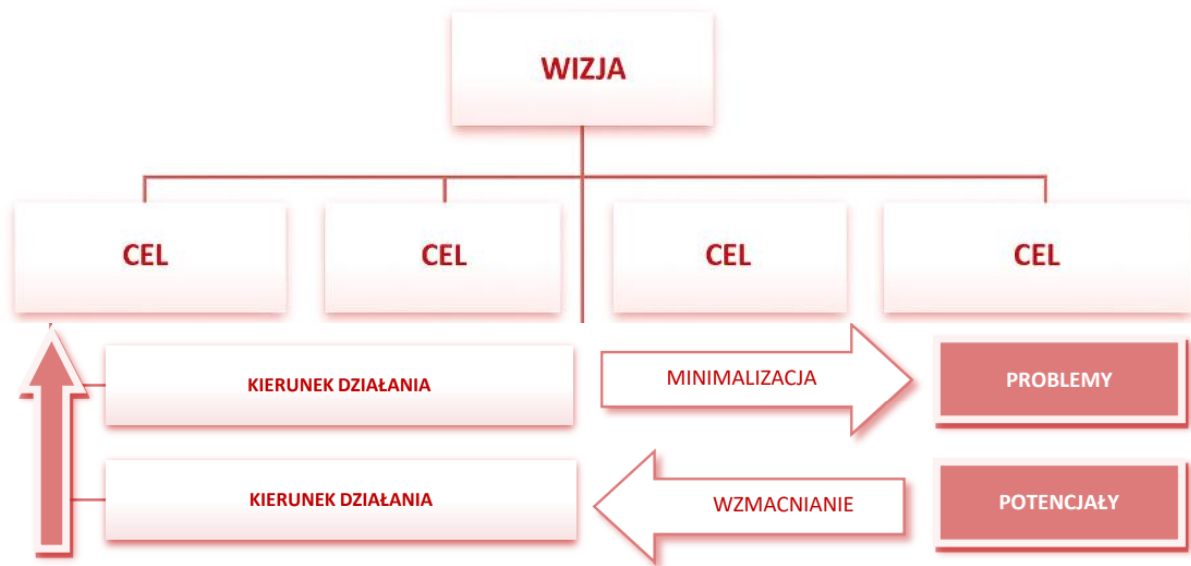 WIZJA
CEL
CEL
CEL
CEL
KIERUNEK DZIAŁANIA
MINIMALIZACJA
PROBLEMY
KIERUNEK DZIAŁANIA
WZMACNIANIE
POTENCJAŁY